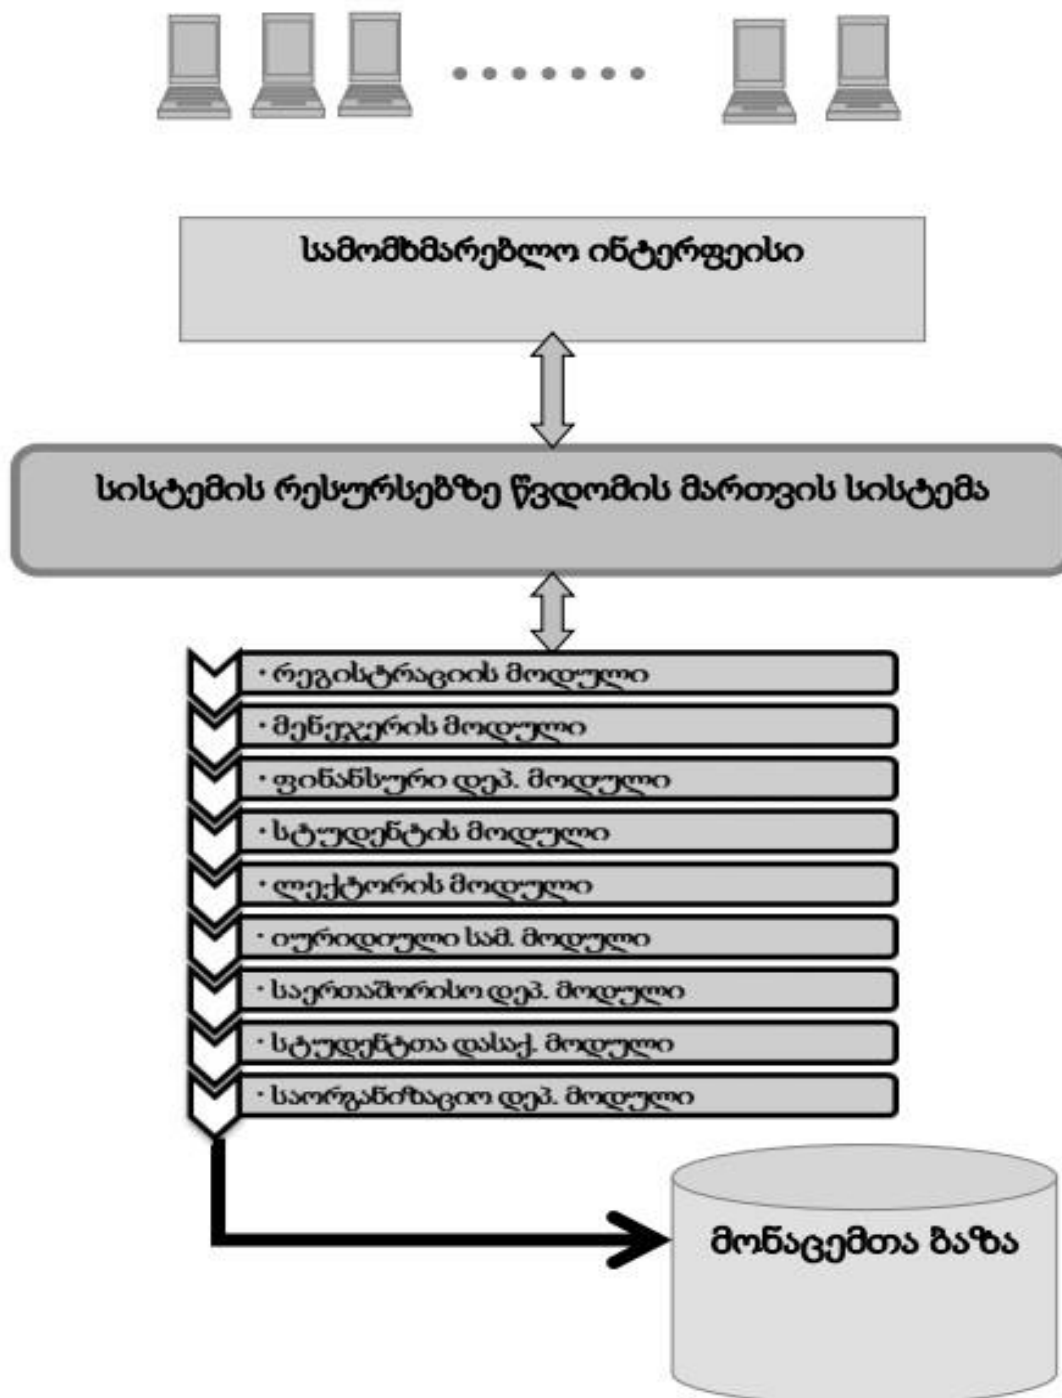 სამომხმარებლო ინტერფეისი
სისტემის რესურსებზე წვდომის მართვის სისტემა
· რეგისტრაციის მოდული
· მენეჯერის მოდული
· ფინანსური დეპ. მოდული
· სტუდენტის მოდული
· ლექტორის მოდული
· იურიდიული სამ. მოდული
· საერთაშორისო დეპ. მოდული
· სტუდენტთა დასაქ. მოდული
· საორგანიზაციო დეპ. მოდული
მონაცემთა ბაზა